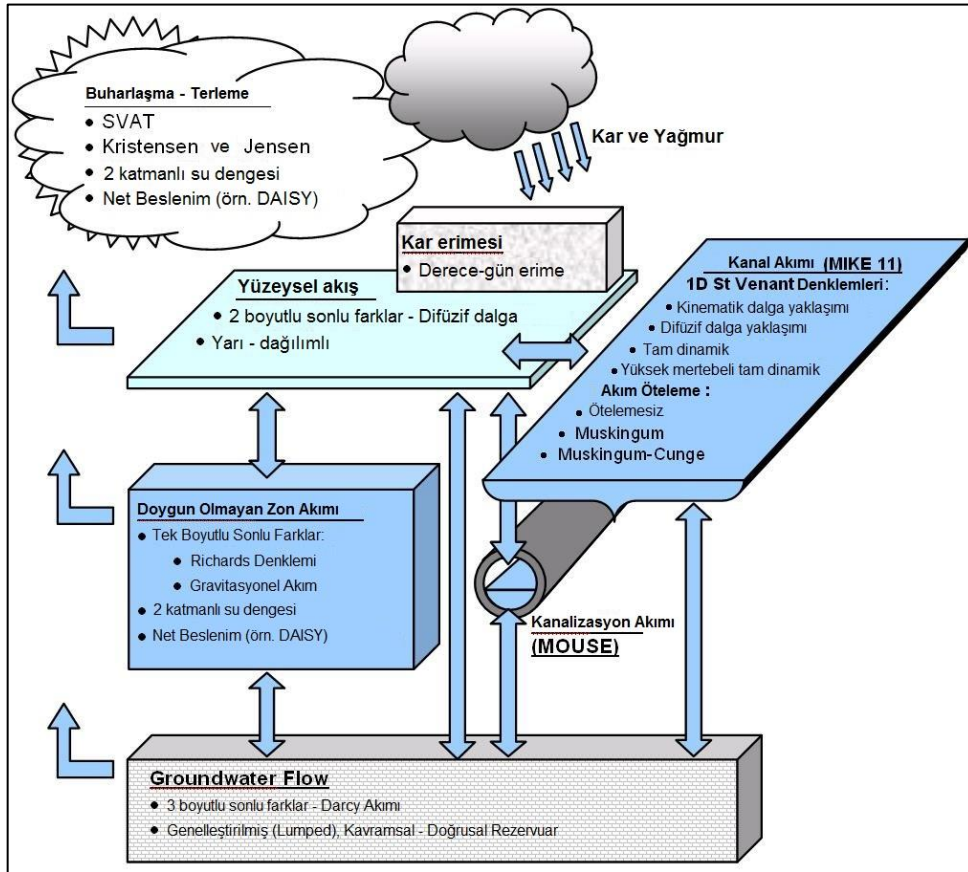 Buharlaşma - Terleme
• SVAT
• Kristensen ve Jensen
• 2 katmanlı su dengesi
• Net Beslenim (örn. DAISY)
Kar ve Yağmur
Kar erimesi
• Derece-gün erime
Yüzeysel akış
• 2 boyutlu sonlu farklar - Difüzif dalga
• Yarı - dağılımlı
Kanal Akımı (MIKE 11)
1D St Venant Denklemleri:
• Kinematik dalga yaklaşımı
• Difüzif dalga yaklaşımı
• Tam dinamik
• Yüksek mertebeli tam dinamik
Akım Öteleme :
• Ötelemesiz
• Muskingum
• Muskingum-Cunge
Doygun Olmayan Zon Akımı
• Tek Boyutlu Sonlu Farklar:
• Richards Denklemi
• Gravitasyonel Akım
• 2 katmanlı su dengesi
• Net Beslenim (örn. DAISY)
Kanalizasyon Akımı
(MOUSE)
Groundwater Flow
• 3 boyutlu sonlu farklar - Darcy Akımı
• Genelleştirilmiş (Lumped), Kavramsal - Doğrusal Rezervuar